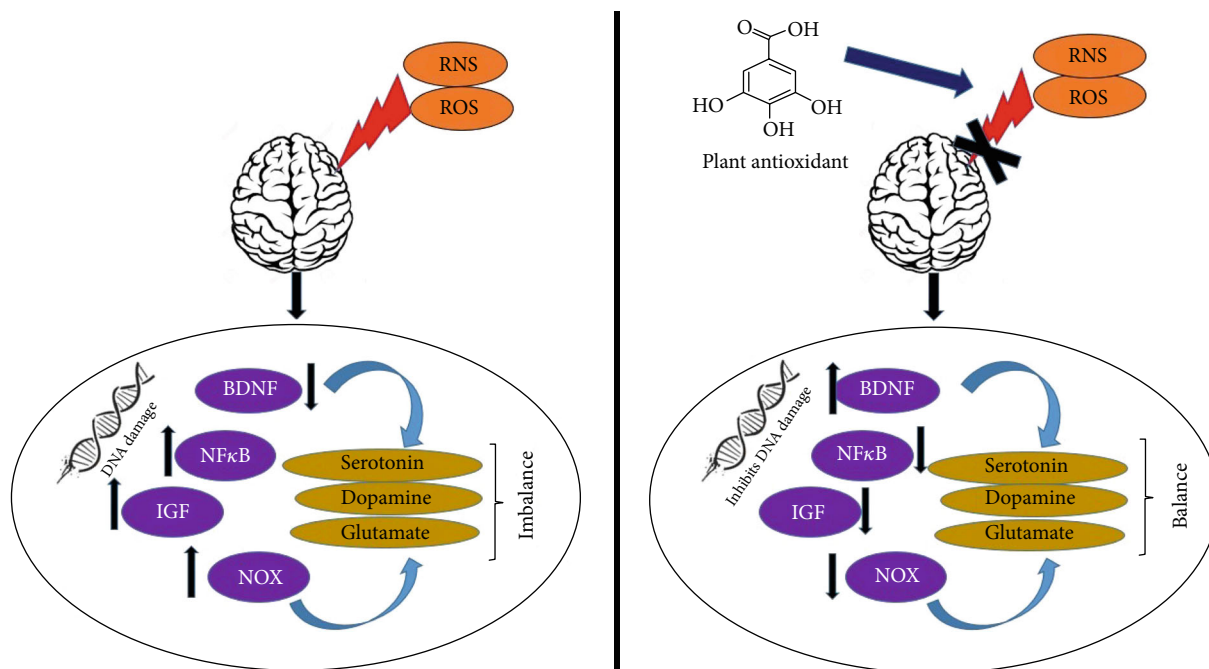 RNS
ROS
BDNF
DNA damage
NFκB
IGF
NOX
Serotonin
Dopamine
Glutamate
Imbalance
O
OH
HO
OH
OH
Plant antioxidant
RNS
ROS
BDNF
Inhibits DNA damage
NFκB
IGF
NOX
Serotonin
Dopamine
Glutamate
Balance